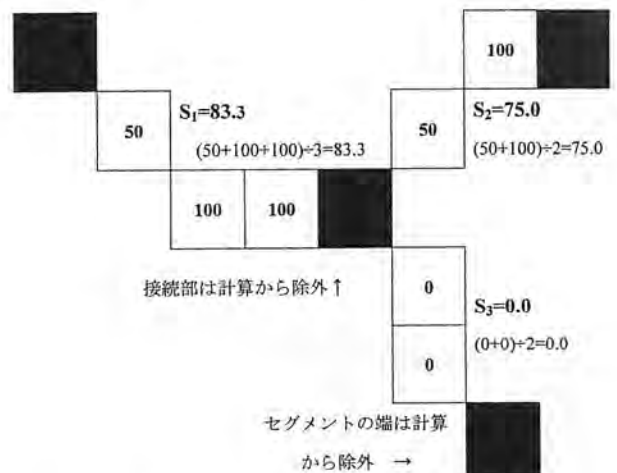 100
50
S₁=83.3
(50+100+100)÷3=83.3
50
S₂=75.0
(50+100)÷2=75.0
100
100
接続部は計算から除外↑
0
S₃=0.0
(0+0)÷2=0.0
0
セグメントの端は計算
から除外 →